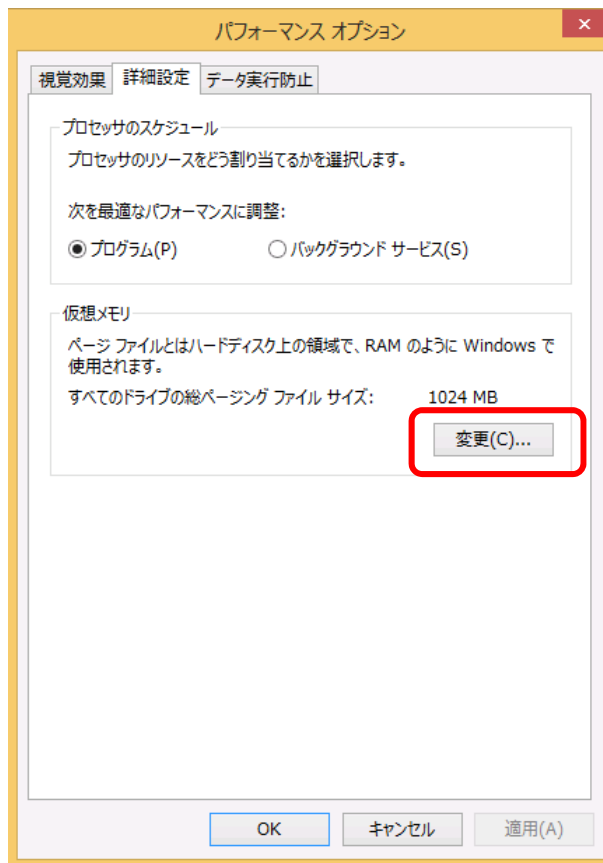 パフォーマンス オプション
視覚効果 詳細設定 データ実行防止
プロセッサのスケジュール
プロセッサのリソースをどう割り当てるかを選択します。
次を最適なパフォーマンスに調整:
プログラム(P) バックグラウンド サービス(S)
仮想メモリ
ページ ファイルとはハードディスク上の領域で、RAM のように Windows で
使用されます。
すべてのドライブの総ページング ファイル サイズ: 1024 MB
変更(C)...
OK キャンセル 適用(A)